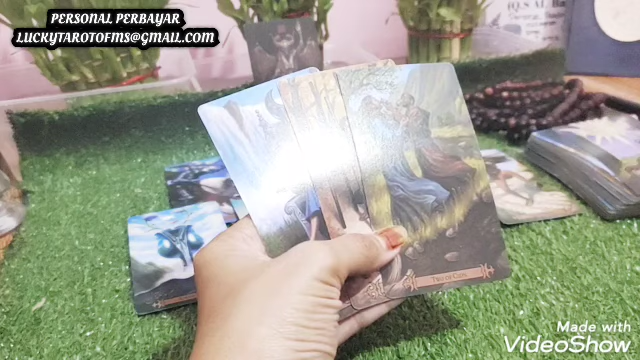 PERSONAL PERBAYAR
LUCKYTAROTOFMS@GMAIL.COM
TWO OF CUPS
Made with
VideoShow